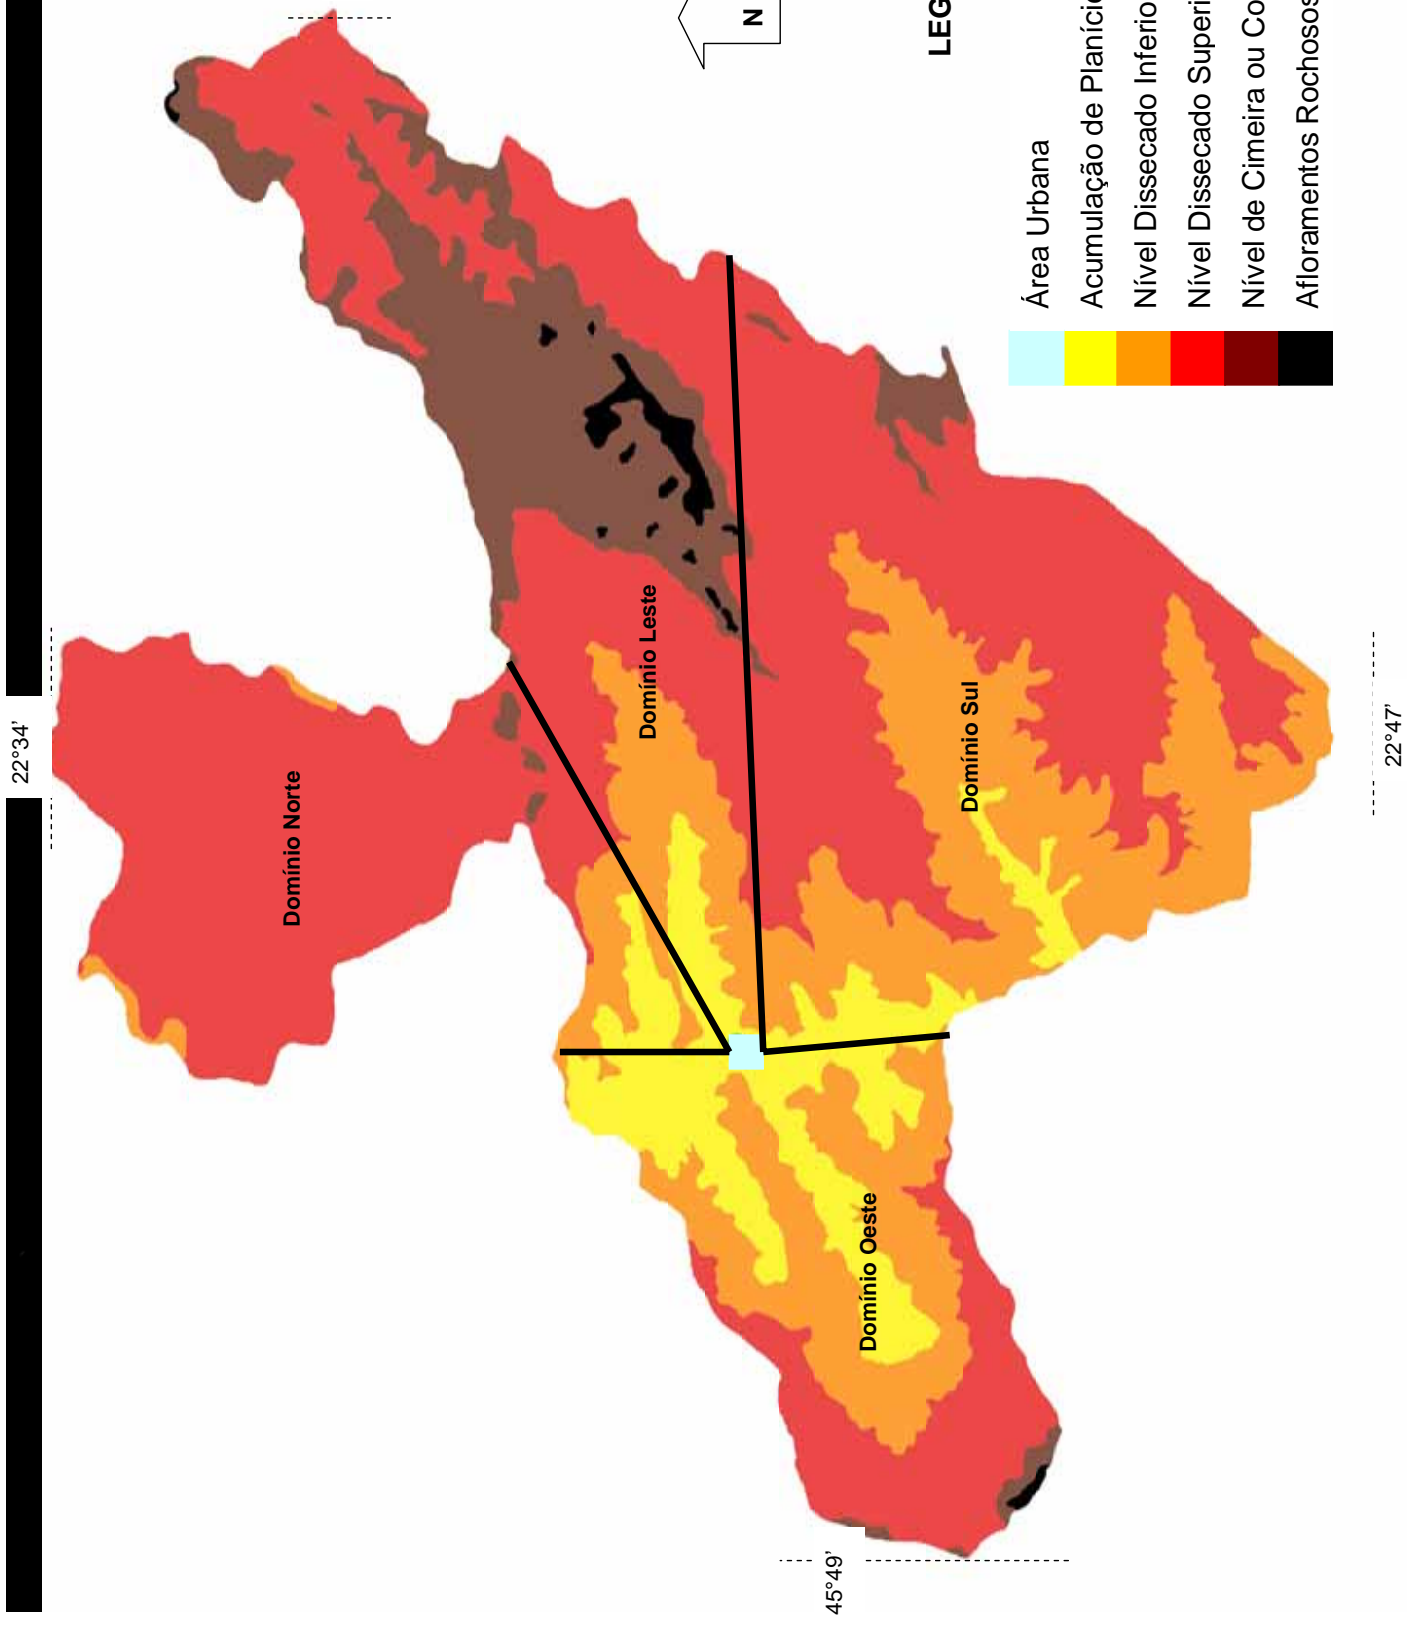 22°34’
Domínio Norte
Domínio Leste
Domínio Sul
Domínio Oeste
45°49’
22°47’
N
LEG
Área Urbana
Acumulação de Planície
Nível Dissecado Inferio
Nível Dissecado Superi
Nível de Cimeira ou Co
Afloramentos Rochosos